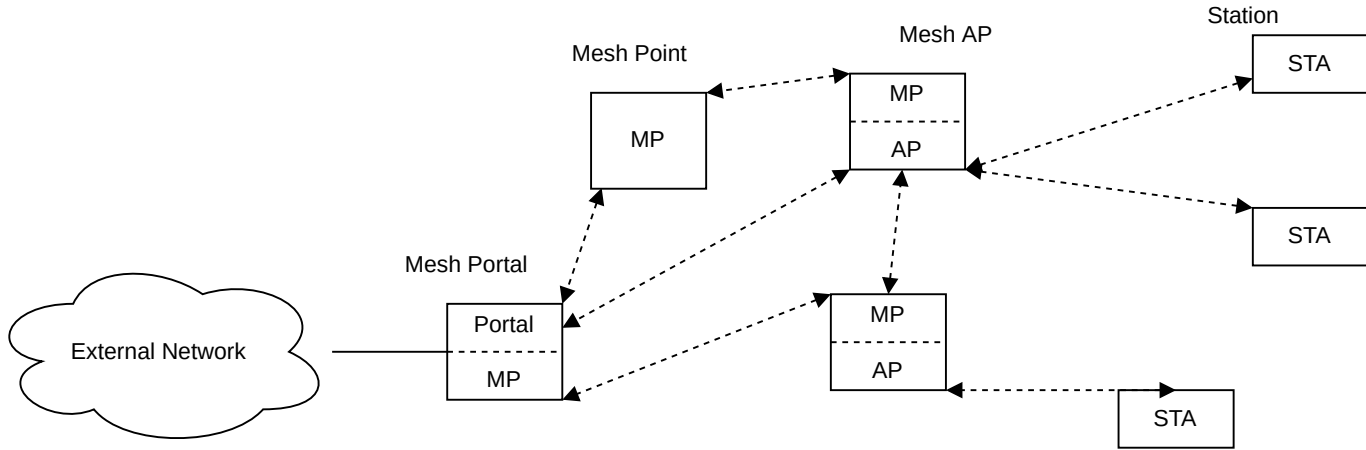 Station
Mesh AP
Mesh Point
STA
MP
MP
AP
STA
Mesh Portal
Portal
MP
External Network
MP
AP
STA